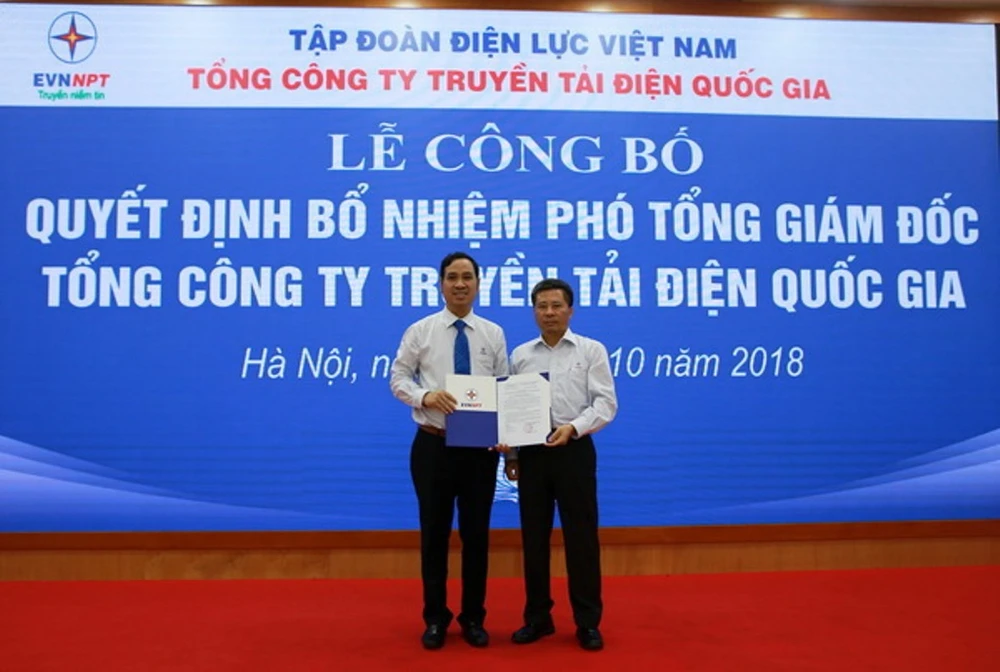 EVNNPT
Truyền niềm tin
TẬP ĐOÀN ĐIỆN LỰC VIỆT NAM
TỔNG CÔNG TY TRUYỀN TẢI ĐIỆN QUỐC GIA
LỄ CÔNG BỐ
QUYẾT ĐỊNH BỔ NHIỆM PHÓ TỔNG GIÁM ĐỐC
TỔNG CÔNG TY TRUYỀN TẢI ĐIỆN QUỐC GIA
Hà Nội, n 10 năm 2018
EVNNPT